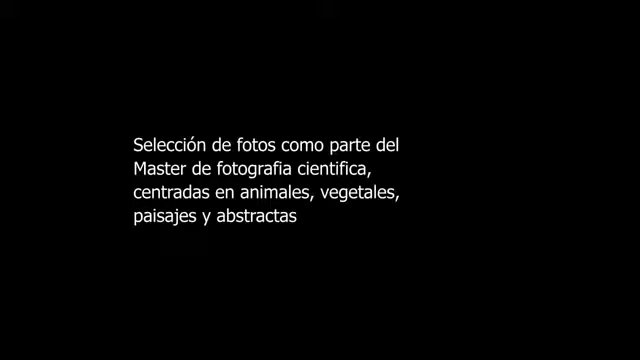 Selección de fotos como parte del
Master de fotografia cientifica,
centradas en animales, vegetales,
paisajes y abstractas